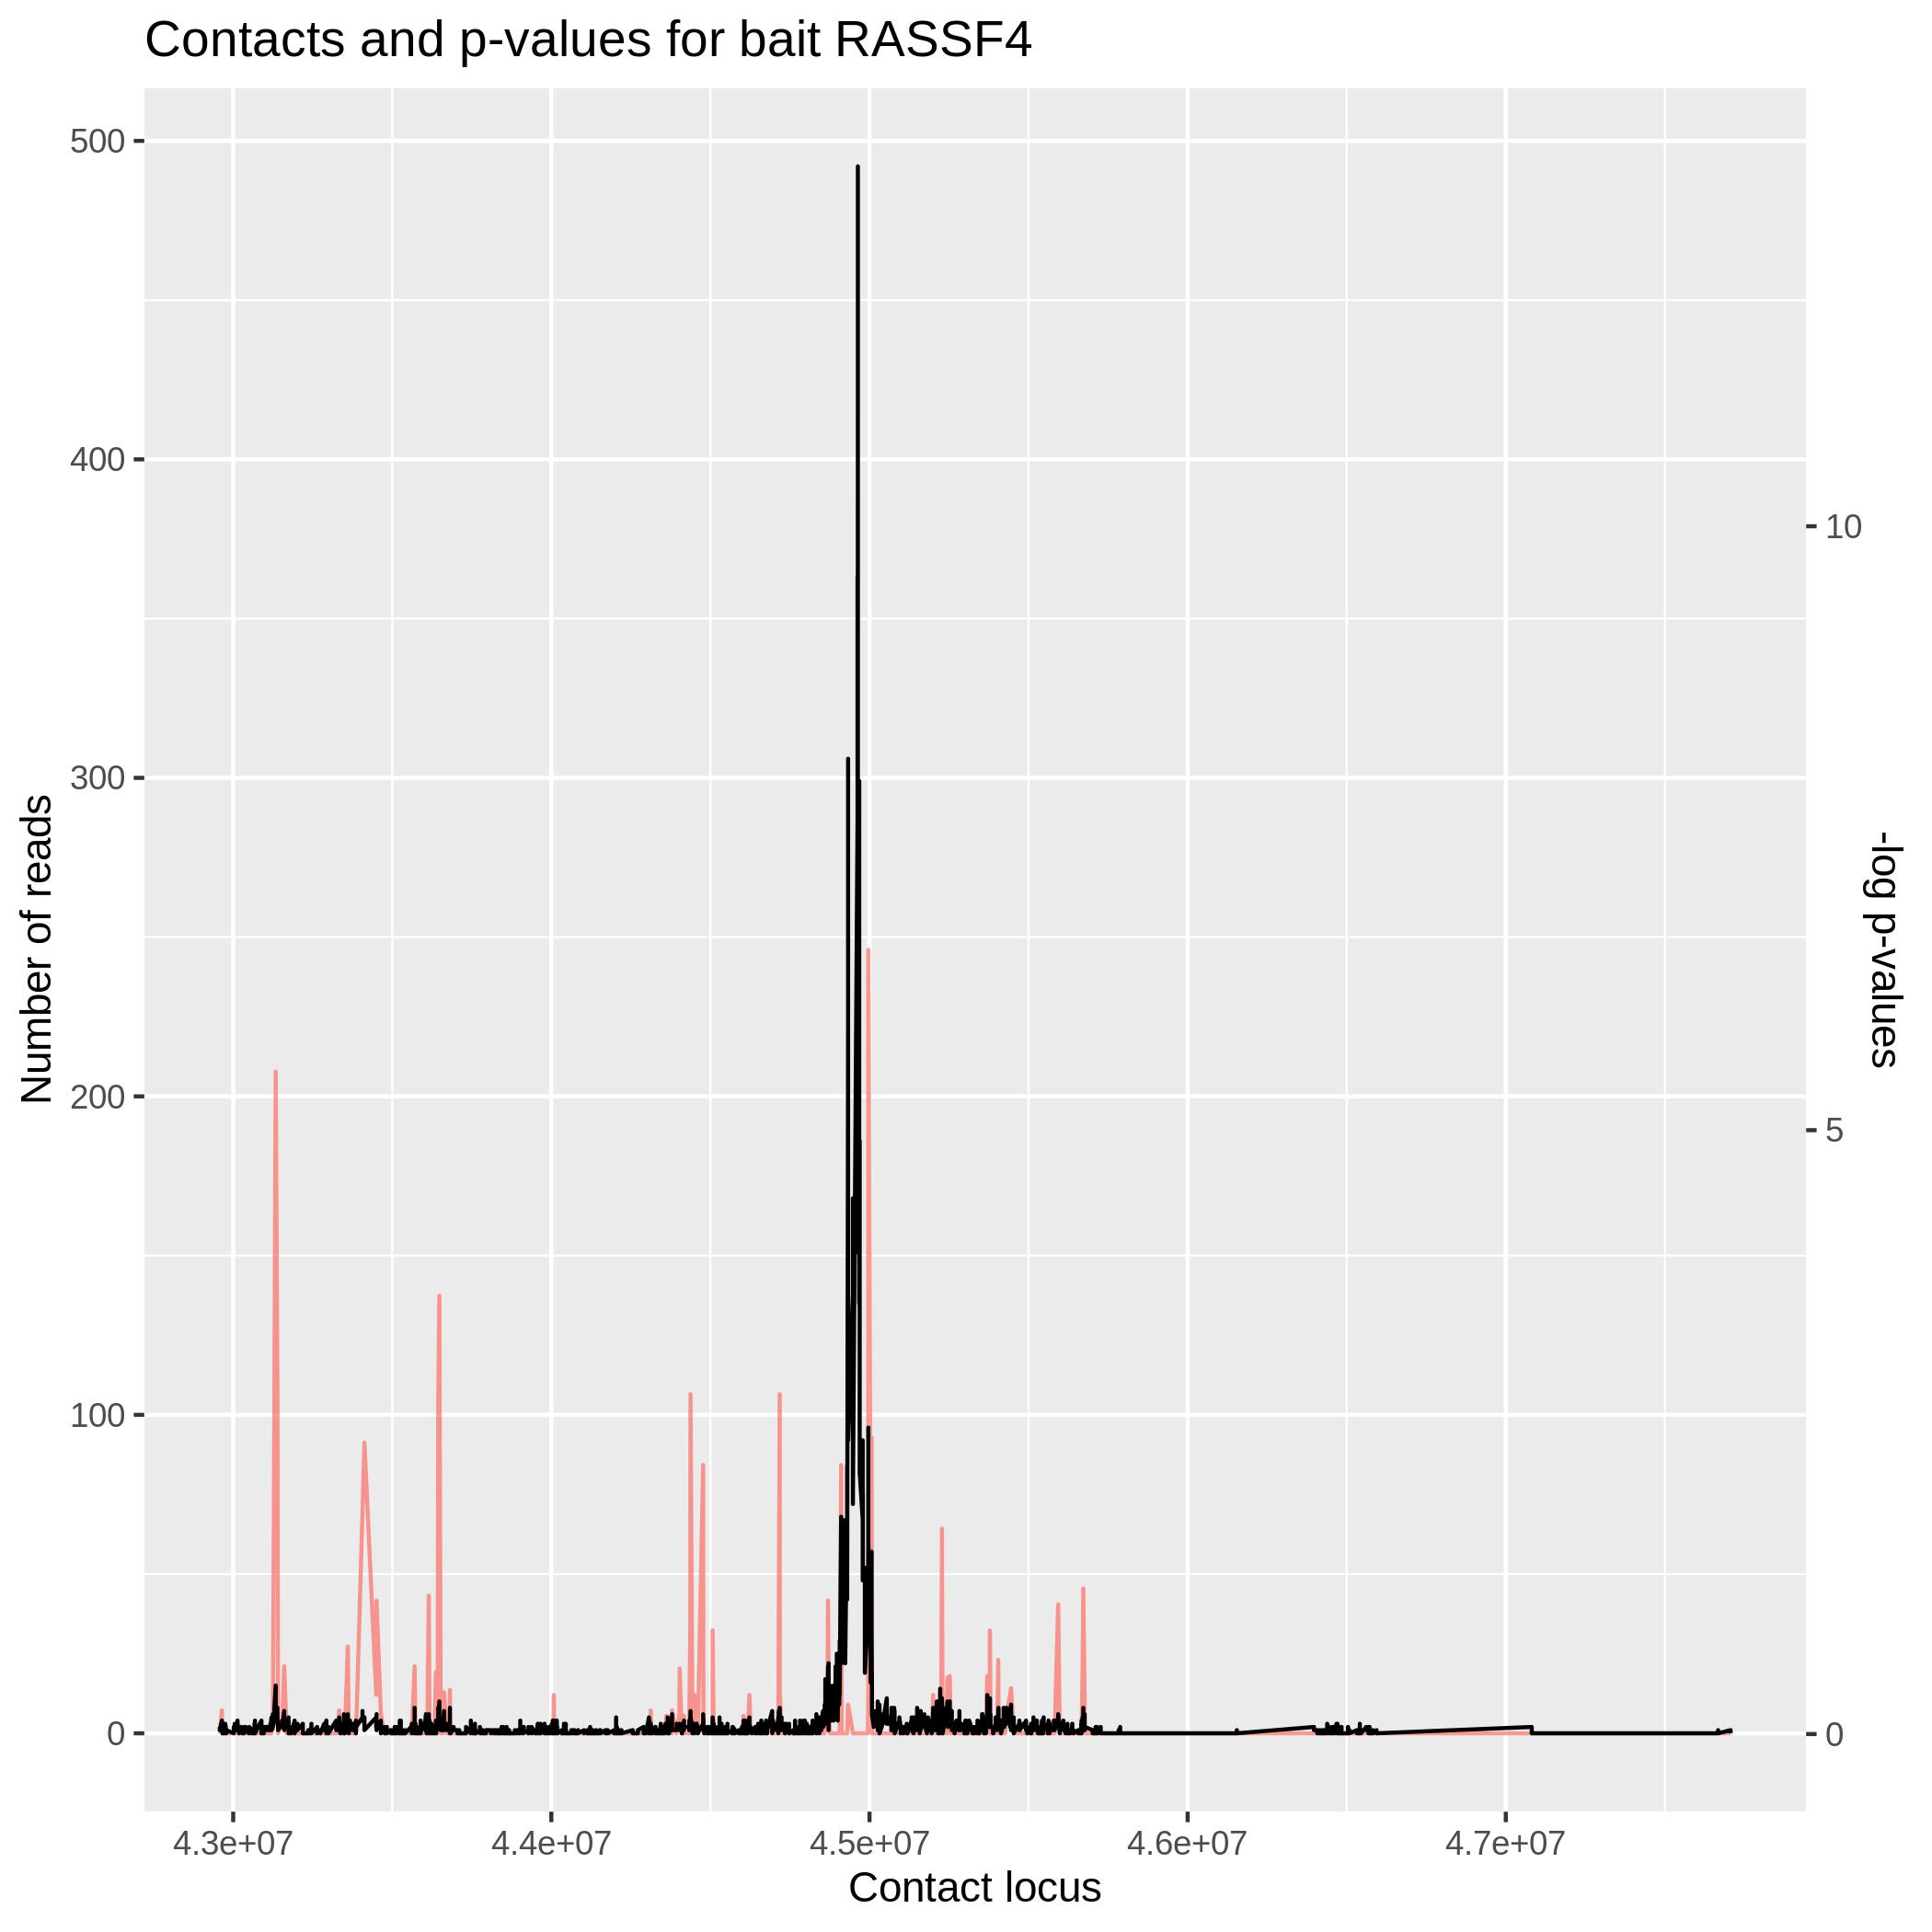 Contacts and p-values for bait RASSF4
500
400
300
200
100
0
Number of reads
10
5
0
-log p-values
4.3e+07
4.4e+07
4.5e+07
4.6e+07
4.7e+07
Contact locus